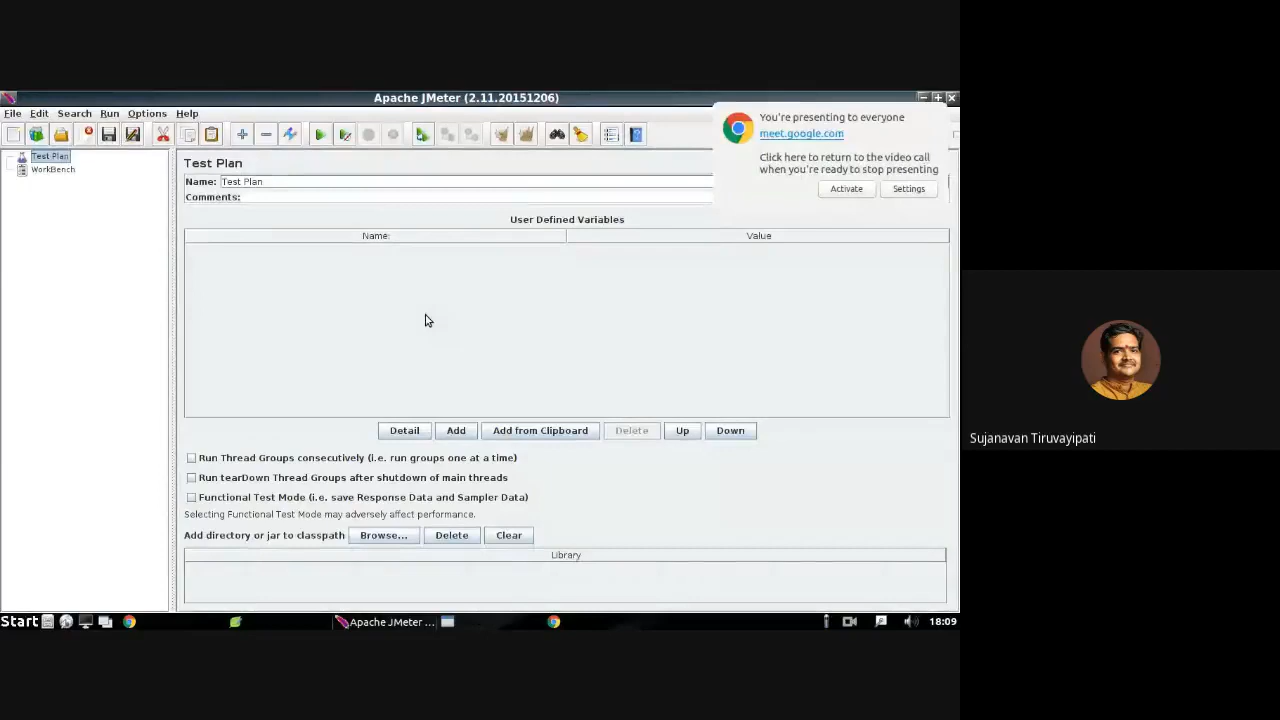 Apache JMeter (2.11.20151206)
File Edit Search Run Options Help
You're presenting to everyone
meet.google.com
Click here to return to the video call
when you're ready to stop presenting
Activate Settings
Test Plan
WorkBench
Test Plan
Name: Test Plan
Comments:
User Defined Variables
Name: Value
Detail Add Add from Clipboard Delete Up Down
Run Thread Groups consecutively (i.e. run groups one at a time)
Run tearDown Thread Groups after shutdown of main threads
Functional Test Mode (i.e. save Response Data and Sampler Data)
Selecting Functional Test Mode may adversely affect performance.
Add directory or jar to classpath Browse... Delete Clear
Library
Start Apache JMeter ... 18:09
Sujanavan Tiruvayipati